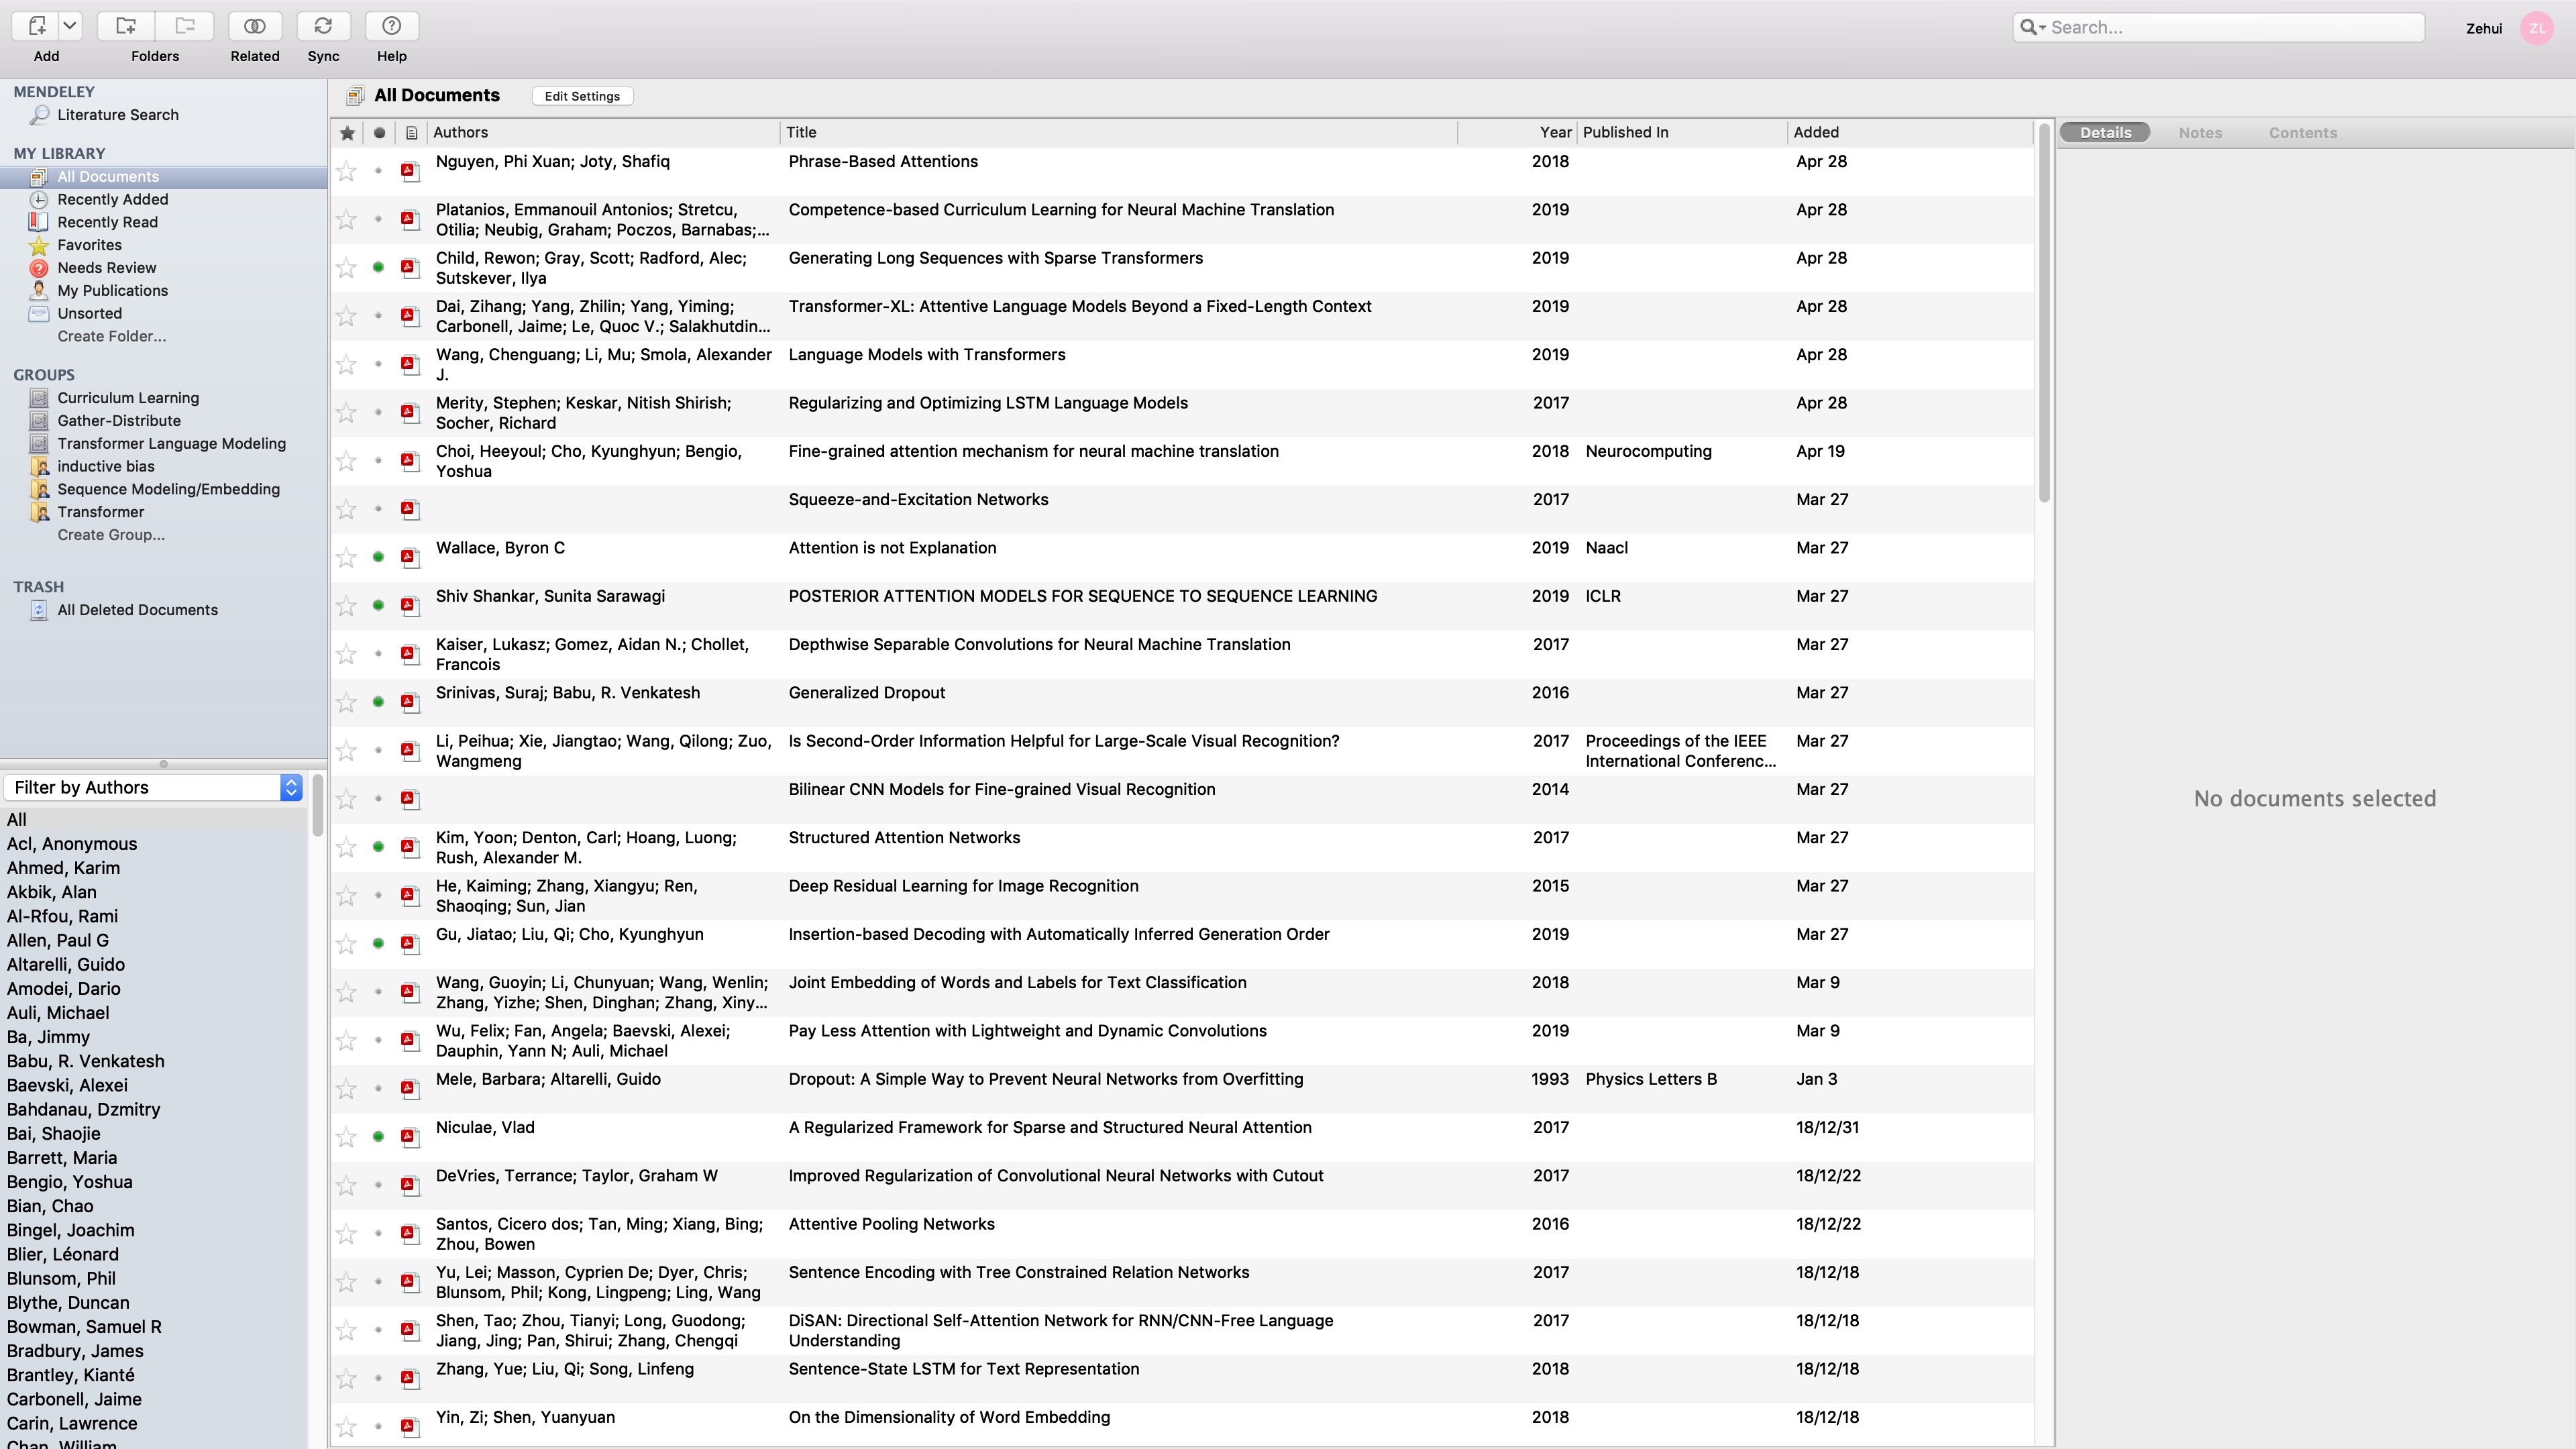 Search...
Zehui
ZL
Add
Folders
Related
Sync
Help
MENDELEY
Literature Search
MY LIBRARY
All Documents
Recently Added
Recently Read
Favorites
Needs Review
My Publications
Unsorted
Create Folder...
GROUPS
Curriculum Learning
Gather-Distribute
Transformer Language Modeling
inductive bias
Sequence Modeling/Embedding
Transformer
Create Group...
TRASH
All Deleted Documents
Filter by Authors
All
Acl, Anonymous
Ahmed, Karim
Akbik, Alan
Al-Rfou, Rami
Allen, Paul G
Altarelli, Guido
Amodei, Dario
Auli, Michael
Ba, Jimmy
Babu, R. Venkatesh
Baevski, Alexei
Bahdanau, Dzmitry
Bai, Shaojie
Barrett, Maria
Bengio, Yoshua
Bian, Chao
Bingel, Joachim
Blier, Léonard
Blunsom, Phil
Blythe, Duncan
Bowman, Samuel R
Bradbury, James
Brantley, Kianté
Carbonell, Jaime
Carin, Lawrence
Chan, William
All Documents Edit Settings
Authors Title Year Published In Added
Nguyen, Phi Xuan; Joty, Shafiq Phrase-Based Attentions 2018 Apr 28
Platanios, Emmanouil Antonios; Stretcu, Competence-based Curriculum Learning for Neural Machine Translation 2019 Apr 28
Otilia; Neubig, Graham; Poczos, Barnabas;...
Child, Rewon; Gray, Scott; Radford, Alec; Generating Long Sequences with Sparse Transformers 2019 Apr 28
Sutskever, Ilya
Dai, Zihang; Yang, Zhilin; Yang, Yiming; Transformer-XL: Attentive Language Models Beyond a Fixed-Length Context 2019 Apr 28
Carbonell, Jaime; Le, Quoc V.; Salakhutdin...
Wang, Chenguang; Li, Mu; Smola, Alexander Language Models with Transformers 2019 Apr 28
J.
Merity, Stephen; Keskar, Nitish Shirish; Regularizing and Optimizing LSTM Language Models 2017 Apr 28
Socher, Richard
Choi, Heeyoul; Cho, Kyunghyun; Bengio, Fine-grained attention mechanism for neural machine translation 2018 Neurocomputing Apr 19
Yoshua
Squeeze-and-Excitation Networks 2017 Mar 27
Wallace, Byron C Attention is not Explanation 2019 Naacl Mar 27
Shiv Shankar, Sunita Sarawagi POSTERIOR ATTENTION MODELS FOR SEQUENCE TO SEQUENCE LEARNING 2019 ICLR Mar 27
Kaiser, Lukasz; Gomez, Aidan N.; Chollet, Depthwise Separable Convolutions for Neural Machine Translation 2017 Mar 27
Francois
Srinivas, Suraj; Babu, R. Venkatesh Generalized Dropout 2016 Mar 27
Li, Peihua; Xie, Jiangtao; Wang, Qilong; Zuo, Is Second-Order Information Helpful for Large-Scale Visual Recognition? 2017 Proceedings of the IEEE Mar 27
Wangmeng International Conferenc...
Bilinear CNN Models for Fine-grained Visual Recognition 2014 Mar 27
Kim, Yoon; Denton, Carl; Hoang, Luong; Structured Attention Networks 2017 Mar 27
Rush, Alexander M.
He, Kaiming; Zhang, Xiangyu; Ren, Deep Residual Learning for Image Recognition 2015 Mar 27
Shaoqing; Sun, Jian
Gu, Jiatao; Liu, Qi; Cho, Kyunghyun Insertion-based Decoding with Automatically Inferred Generation Order 2019 Mar 27
Wang, Guoyin; Li, Chunyuan; Wang, Wenlin; Joint Embedding of Words and Labels for Text Classification 2018 Mar 9
Zhang, Yizhe; Shen, Dinghan; Zhang, Xiny...
Wu, Felix; Fan, Angela; Baevski, Alexei; Pay Less Attention with Lightweight and Dynamic Convolutions 2019 Mar 9
Dauphin, Yann N; Auli, Michael
Mele, Barbara; Altarelli, Guido Dropout: A Simple Way to Prevent Neural Networks from Overfitting 1993 Physics Letters B Jan 3
Niculae, Vlad A Regularized Framework for Sparse and Structured Neural Attention 2017 18/12/31
DeVries, Terrance; Taylor, Graham W Improved Regularization of Convolutional Neural Networks with Cutout 2017 18/12/22
Santos, Cicero dos; Tan, Ming; Xiang, Bing; Attentive Pooling Networks 2016 18/12/22
Zhou, Bowen
Yu, Lei; Masson, Cyprien De; Dyer, Chris; Sentence Encoding with Tree Constrained Relation Networks 2017 18/12/18
Blunsom, Phil; Kong, Lingpeng; Ling, Wang
Shen, Tao; Zhou, Tianyi; Long, Guodong; DiSAN: Directional Self-Attention Network for RNN/CNN-Free Language 2017 18/12/18
Jiang, Jing; Pan, Shirui; Zhang, Chengqi Understanding
Zhang, Yue; Liu, Qi; Song, Linfeng Sentence-State LSTM for Text Representation 2018 18/12/18
Yin, Zi; Shen, Yuanyuan On the Dimensionality of Word Embedding 2018 18/12/18
Details Notes Contents
No documents selected